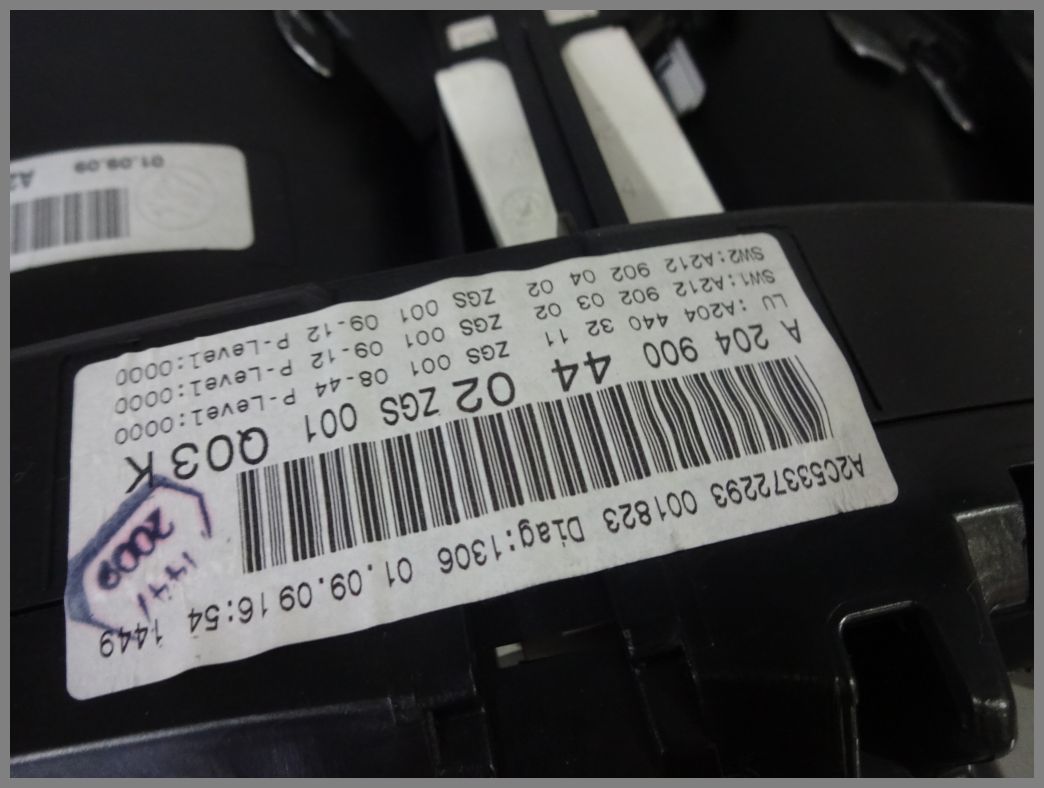 A2C53372293 001823 Diag:1306 01.09.09 16:54 1449
A 204 900 44 02 ZGS 001 Q03 K
LU :A204 440 32 11 ZGS 001 08-44 P-Level:0000
SW1:A212 902 03 02 ZGS 001 09-12 P-Level:0000
SW2:A212 902 04 02 ZGS 001 09-12 P-Level:0000
2009
01.09.09